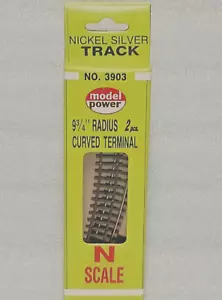 NICKEL SILVER
TRACK
NO. 3903
model
power
9¾" RADIUS 2 pcs.
CURVED TERMINAL
N
SCALE